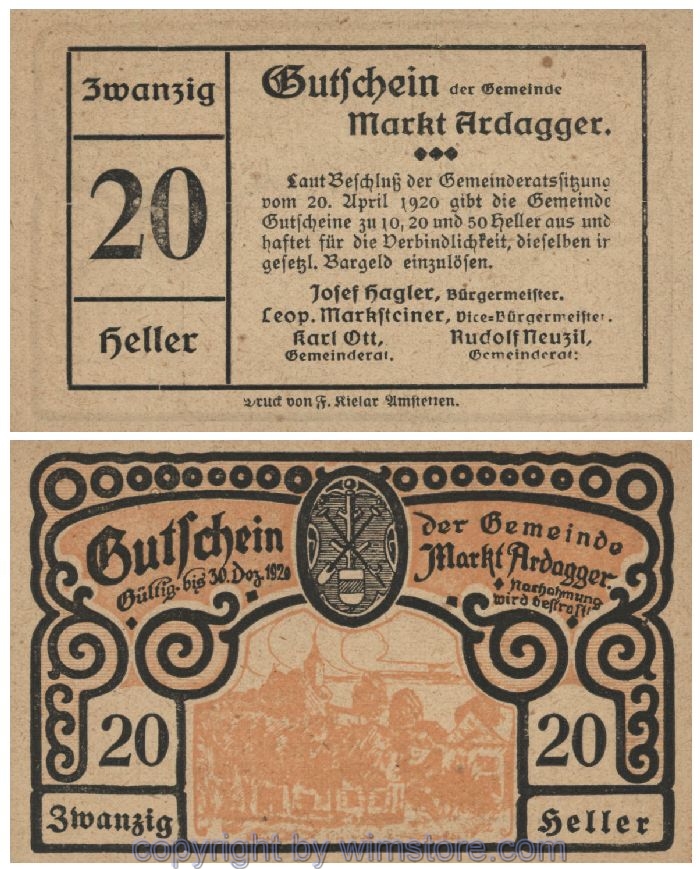 Zwanzig
20
Heller
Gutschein der Gemeinde
Markt Ardagger.
Laut Beschluß der Gemeinderatssitzung
vom 20. April 1920 gibt die Gemeinde
Gutscheine zu 10, 20 und 50 Heller aus und
haftet für die Verbindlichkeit, dieselben in
gesetzl. Bargeld einzulösen.
Josef Hagler, Bürgermeister.
Leop. Marksteiner, Vice-Bürgermeister.
Karl Ott, Rudolf Neuzil,
Gemeinderat. Gemeinderat:
Druck von F. Kielar Amstetten.
Gutschein
Gültig bis 30. Dez. 1920
der Gemeinde
Markt Ardagger.
Nachahmung
wird bestraft!
20 20
Zwanzig Heller
copyright by wimstore.com